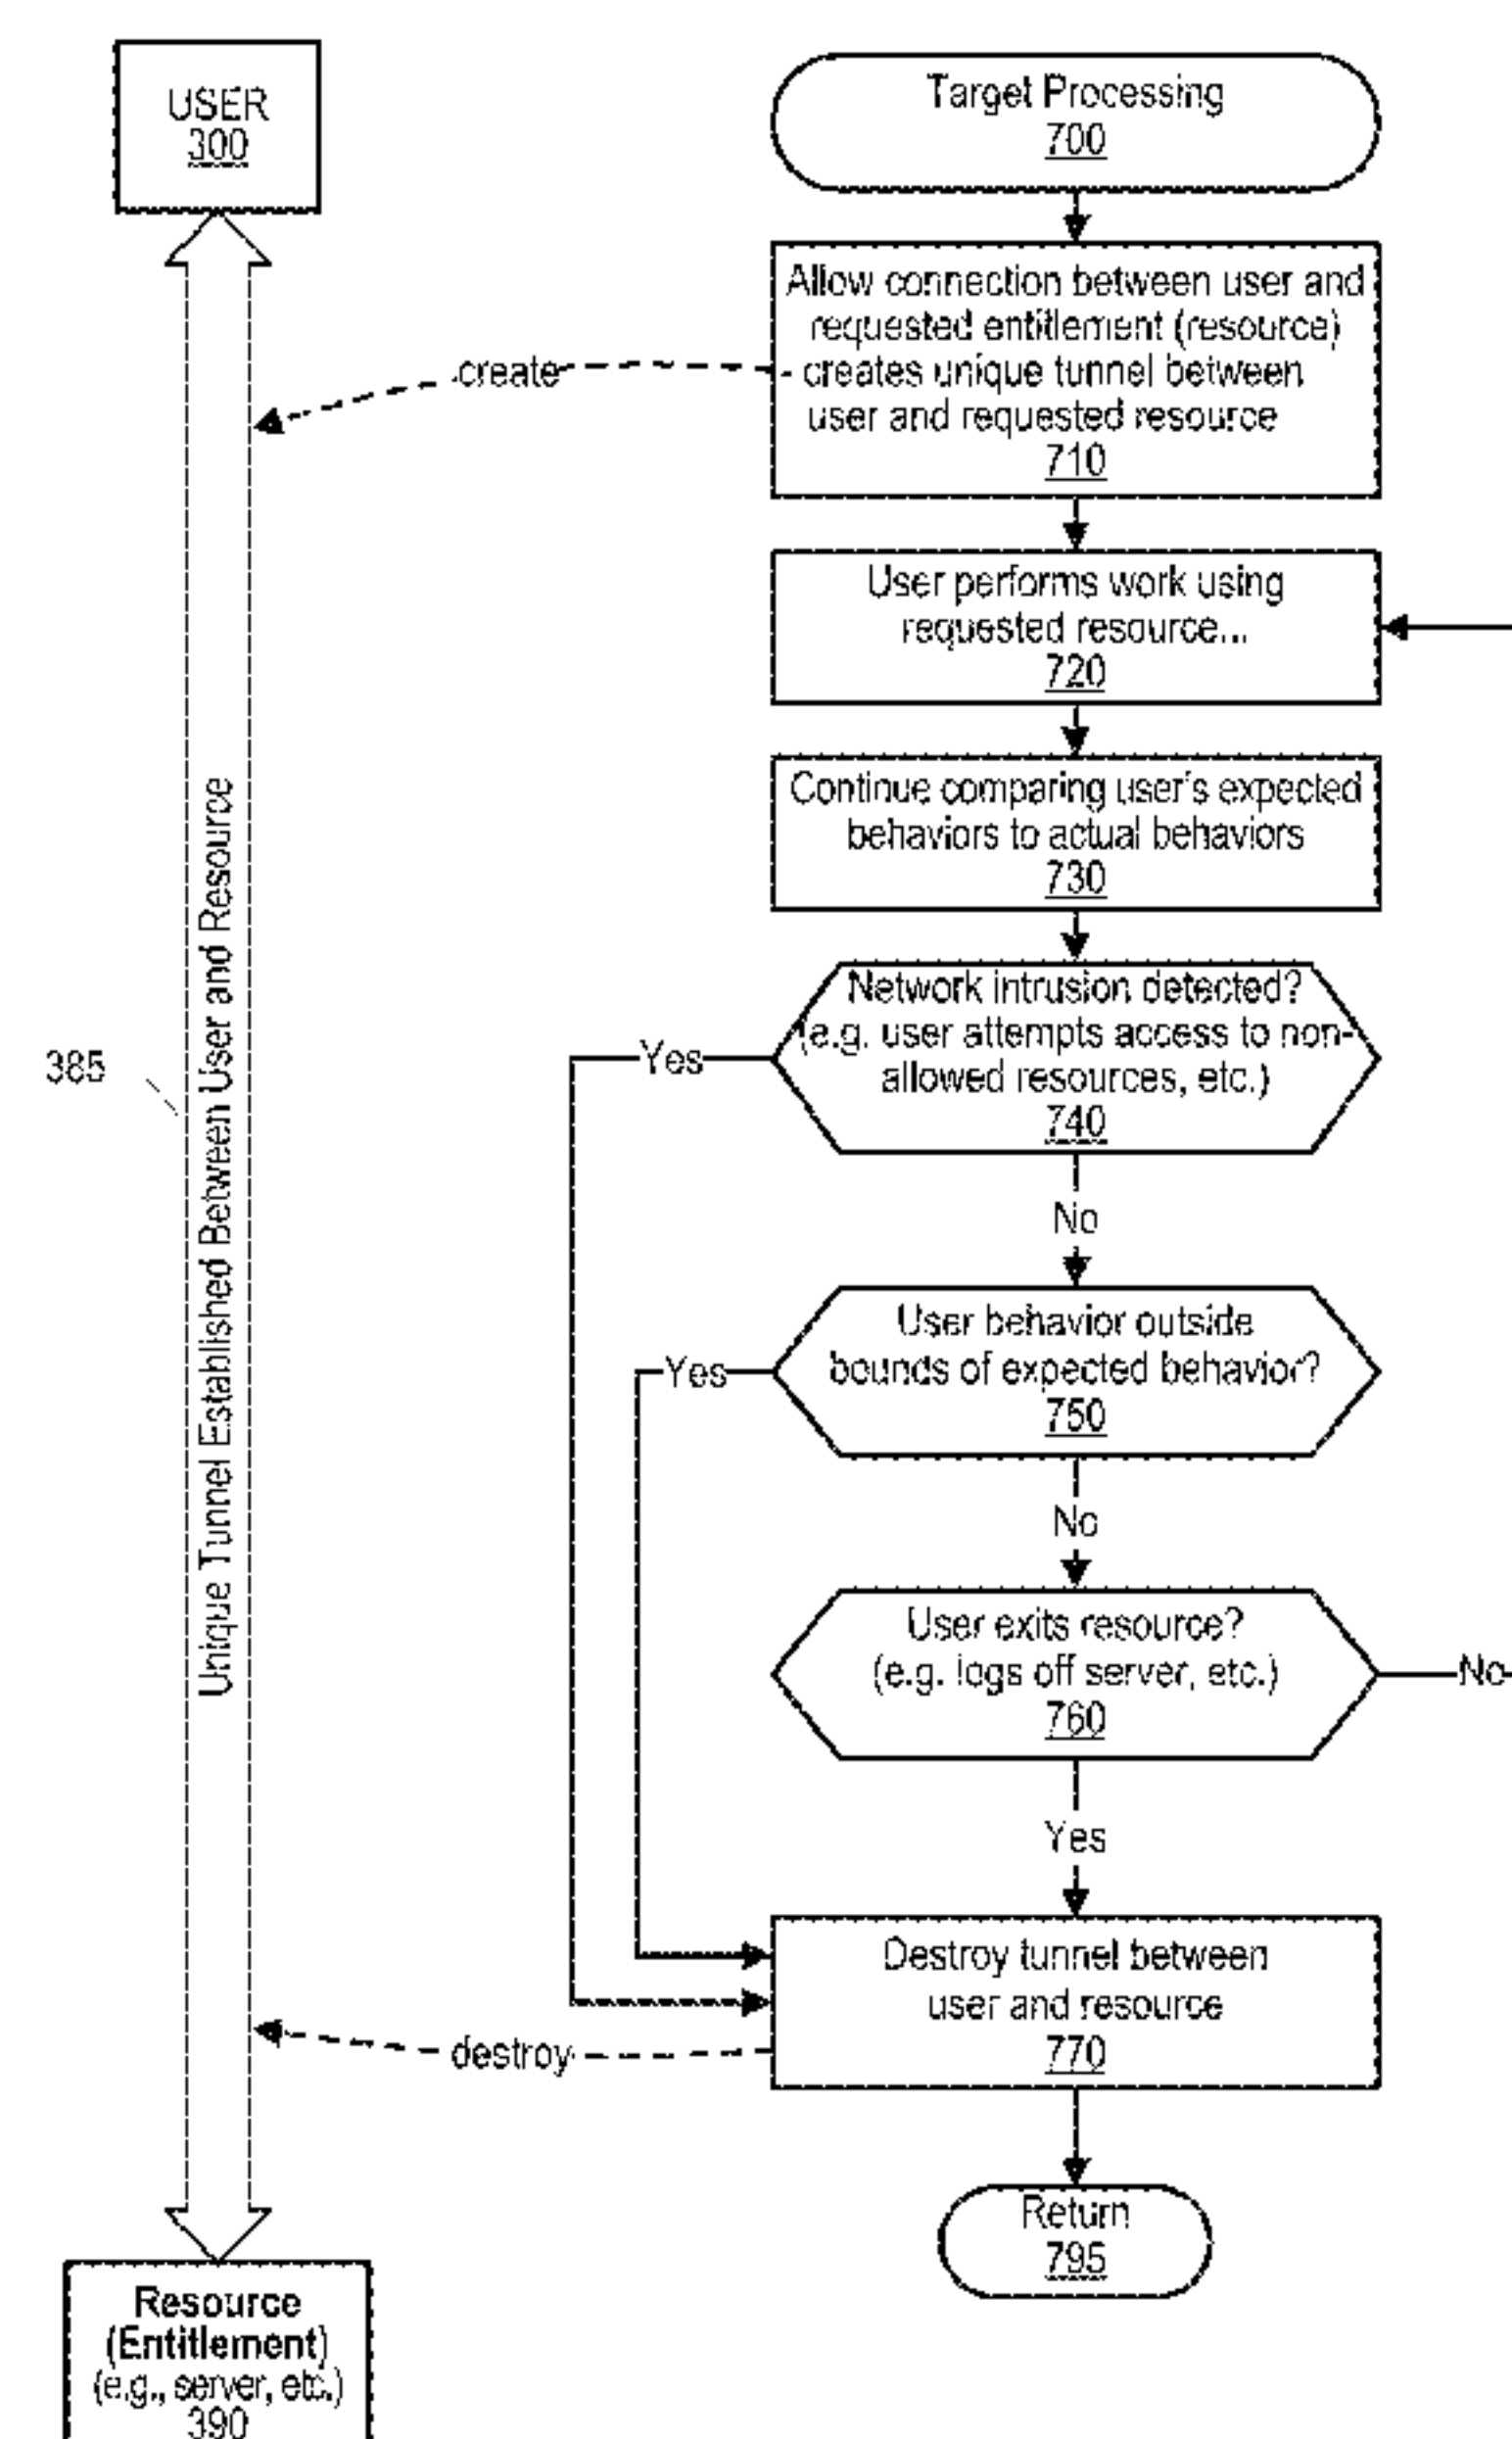 USER
300
Target Processing
700
Allow connection between user and
requested entitlement (resource)
- creates unique tunnel between
user and requested resource
710
create
User performs work using
requested resource...
720
Continue comparing user's expected
behaviors to actual behaviors
730
Network intrusion detected?
(e.g. user attempts access to non-
allowed resources, etc.)
740
Yes
No
385
Unique Tunnel Established Between User and Resource
User behavior outside
bounds of expected behavior?
750
Yes
No
User exits resource?
(e.g. logs off server, etc.)
760
No
Yes
Destroy tunnel between
user and resource
770
destroy
Return
795
Resource
(Entitlement)
(e.g., server, etc.)
390